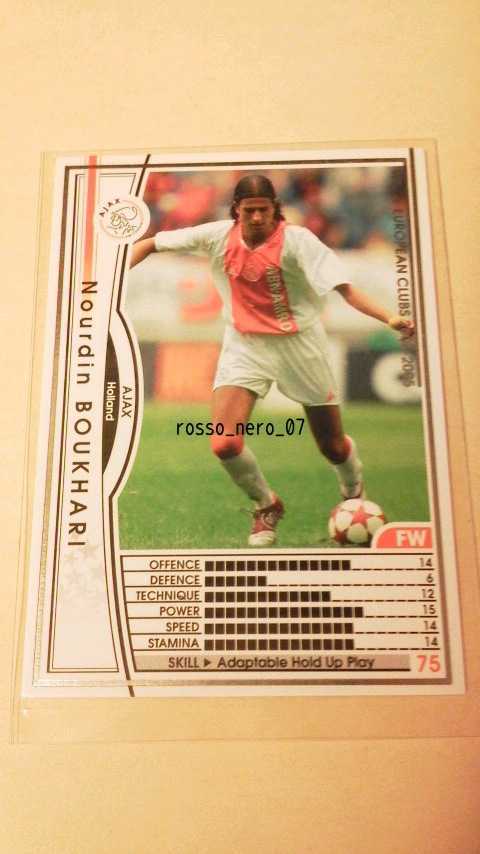 AJAX
Nourdin BOUKHARI
AJAX
Holland
EUROPEAN CLUBS
ABN·AMRO
rosso_nero_07
FW
OFFENCE 14
DEFENCE 6
TECHNIQUE 12
POWER 15
SPEED 14
STAMINA 14
SKILL ▶ Adaptable Hold Up Play 75